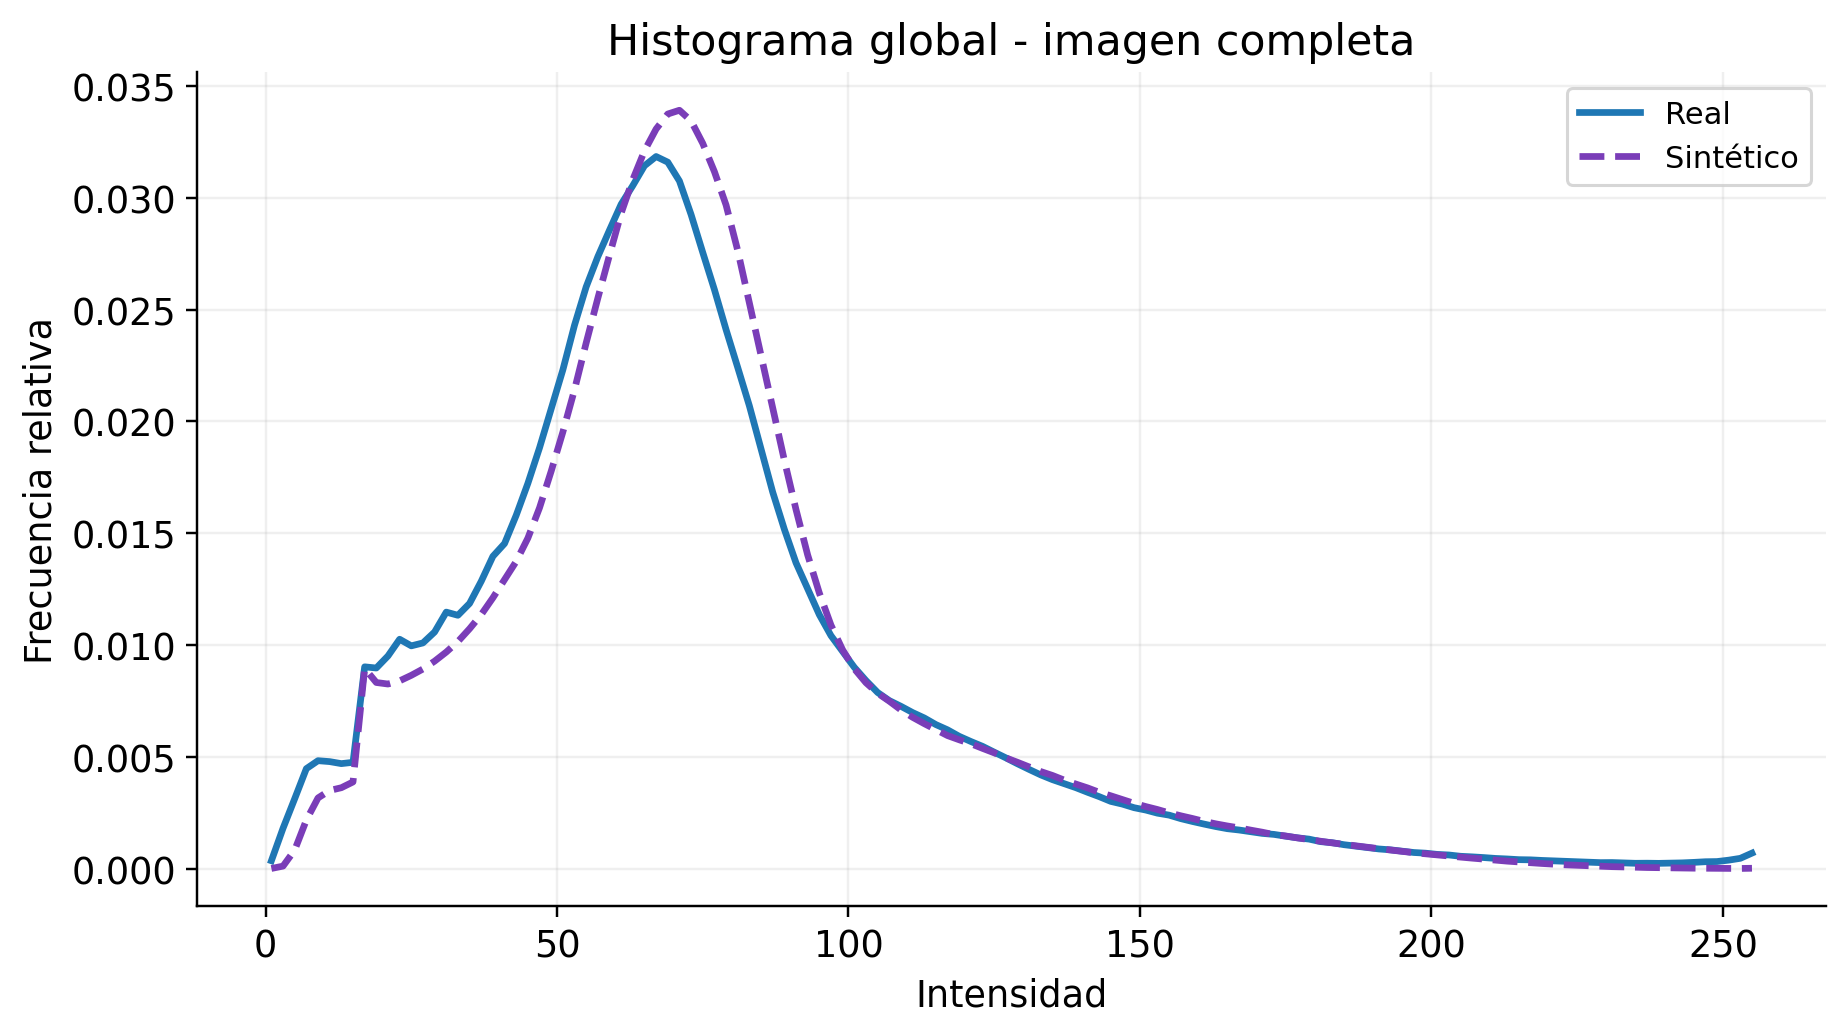 Histograma global - imagen completa
Real
Sintético
Frecuencia relativa
0.035
0.030
0.025
0.020
0.015
0.010
0.005
0.000
0 50 100 150 200 250
Intensidad